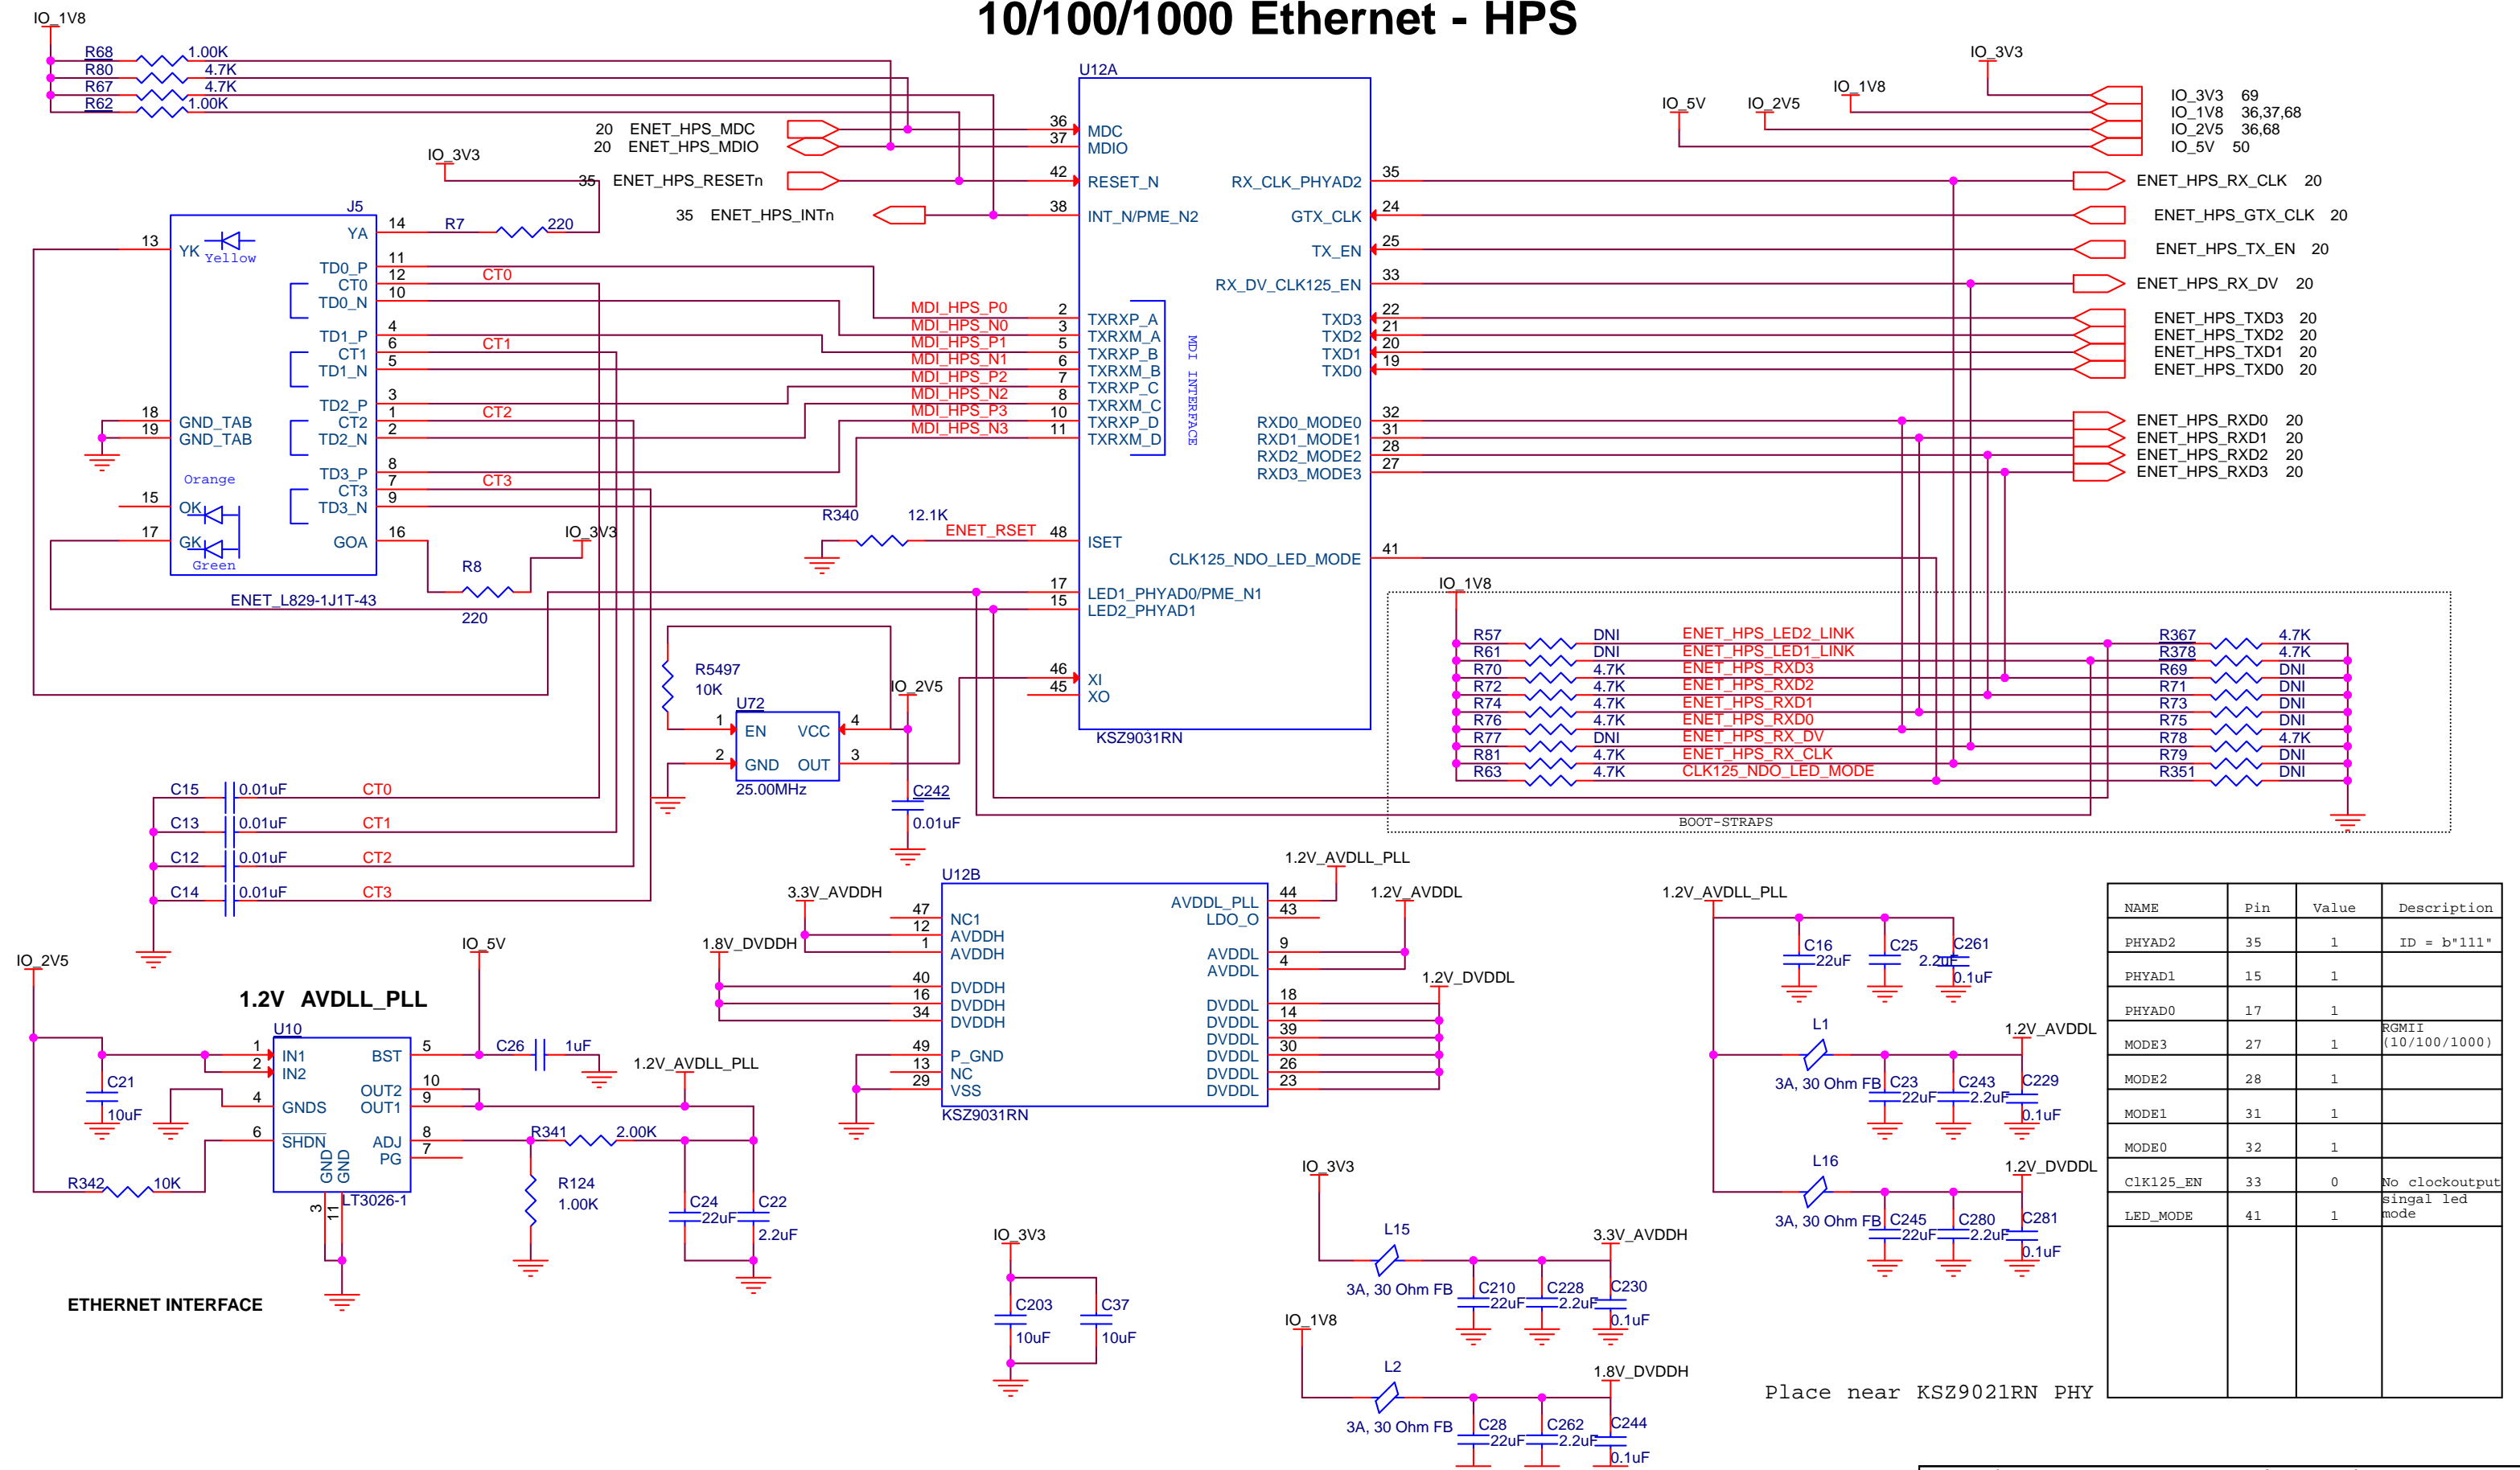 10/100/1000 Ethernet - HPS
IO_1V8
R68 1.00K
R80 4.7K
R67 4.7K
R62 1.00K
20 ENET_HPS_MDC
20 ENET_HPS_MDIO
35 ENET_HPS_RESETn
35 ENET_HPS_INTn
IO_3V3
R7 220
J5
13 YK
Yellow
YA 14
TD0_P 11
CT0 12 CT0
TD0_N 10
TD1_P 4
CT1 6 CT1
TD1_N 5
TD2_P 3
CT2 1 CT2
TD2_N 2
TD3_P 8
CT3 7 CT3
TD3_N 9
18 GND_TAB
19 GND_TAB
Orange
15 OK
17 GK
Green
GOA 16
IO_3V3
R8
220
ENET_L829-1J1T-43
U12A
36 MDC
37 MDIO
42 RESET_N
38 INT_N/PME_N2
MDI_HPS_P0 2 TXRXP_A
MDI_HPS_N0 3 TXRXM_A
MDI_HPS_P1 5 TXRXP_B
MDI_HPS_N1 6 TXRXM_B
MDI_HPS_P2 7 TXRXP_C
MDI_HPS_N2 8 TXRXM_C
MDI_HPS_P3 10 TXRXP_D
MDI_HPS_N3 11 TXRXM_D
MDI INTERFACE
R340 12.1K ENET_RSET 48 ISET
17 LED1_PHYAD0/PME_N1
15 LED2_PHYAD1
46 XI
45 XO
KSZ9031RN
RX_CLK_PHYAD2 35
GTX_CLK 24
TX_EN 25
RX_DV_CLK125_EN 33
TXD3 22
TXD2 21
TXD1 20
TXD0 19
RXD0_MODE0 32
RXD1_MODE1 31
RXD2_MODE2 28
RXD3_MODE3 27
CLK125_NDO_LED_MODE 41
IO_5V
IO_2V5
IO_1V8
IO_3V3
IO_3V3 69
IO_1V8 36,37,68
IO_2V5 36,68
IO_5V 50
ENET_HPS_RX_CLK 20
ENET_HPS_GTX_CLK 20
ENET_HPS_TX_EN 20
ENET_HPS_RX_DV 20
ENET_HPS_TXD3 20
ENET_HPS_TXD2 20
ENET_HPS_TXD1 20
ENET_HPS_TXD0 20
ENET_HPS_RXD0 20
ENET_HPS_RXD1 20
ENET_HPS_RXD2 20
ENET_HPS_RXD3 20
IO_1V8
R57 DNI ENET_HPS_LED2_LINK R367 4.7K
R61 DNI ENET_HPS_LED1_LINK R378 4.7K
R70 4.7K ENET_HPS_RXD3 R69 DNI
R72 4.7K ENET_HPS_RXD2 R71 DNI
R74 4.7K ENET_HPS_RXD1 R73 DNI
R76 4.7K ENET_HPS_RXD0 R75 DNI
R77 DNI ENET_HPS_RX_DV R78 4.7K
R81 4.7K ENET_HPS_RX_CLK R79 DNI
R63 4.7K CLK125_NDO_LED_MODE R351 DNI
BOOT-STRAPS
R5497
10K
IO_2V5
U72
1 EN VCC 4
2 GND OUT 3
25.00MHz
C242
0.01uF
C15 0.01uF CT0
C13 0.01uF CT1
C12 0.01uF CT2
C14 0.01uF CT3
U12B
3.3V_AVDDH
1.8V_DVDDH
47 NC1
12 AVDDH
1 AVDDH
40 DVDDH
16 DVDDH
34 DVDDH
49 P_GND
13 NC
29 VSS
KSZ9031RN
1.2V_AVDLL_PLL
AVDDL_PLL 44
LDO_O 43
1.2V_AVDDL
AVDDL 9
AVDDL 4
1.2V_DVDDL
DVDDL 18
DVDDL 14
DVDDL 39
DVDDL 30
DVDDL 26
DVDDL 23
IO_2V5
1.2V AVDLL_PLL
IO_5V
U10
1 IN1
2 IN2
4 GNDS
6 SHDN
BST 5
OUT2 10
OUT1 9
ADJ 8
PG 7
GND 3
GND 11
LT3026-1
C21
10uF
C26 1uF
1.2V_AVDLL_PLL
R341 2.00K
R342 10K
R124
1.00K
C24
22uF
C22
2.2uF
ETHERNET INTERFACE
IO_3V3
C203
10uF
C37
10uF
IO_3V3
L15
3A, 30 Ohm FB
3.3V_AVDDH
C210
22uF
C228
2.2uF
C230
0.1uF
IO_1V8
L2
3A, 30 Ohm FB
1.8V_DVDDH
C28
22uF
C262
2.2uF
C244
0.1uF
1.2V_AVDLL_PLL
C16
22uF
C25
2.2uF
C261
0.1uF
L1
3A, 30 Ohm FB
1.2V_AVDDL
C23
22uF
C243
2.2uF
C229
0.1uF
L16
3A, 30 Ohm FB
1.2V_DVDDL
C245
22uF
C280
2.2uF
C281
0.1uF
Place near KSZ9021RN PHY
NAME Pin Value Description
PHYAD2 35 1 ID = b"111"
PHYAD1 15 1
PHYAD0 17 1
MODE3 27 1 RGMII (10/100/1000)
MODE2 28 1
MODE1 31 1
MODE0 32 1
ClK125_EN 33 0 No clockoutput
LED_MODE 41 1 singal led mode